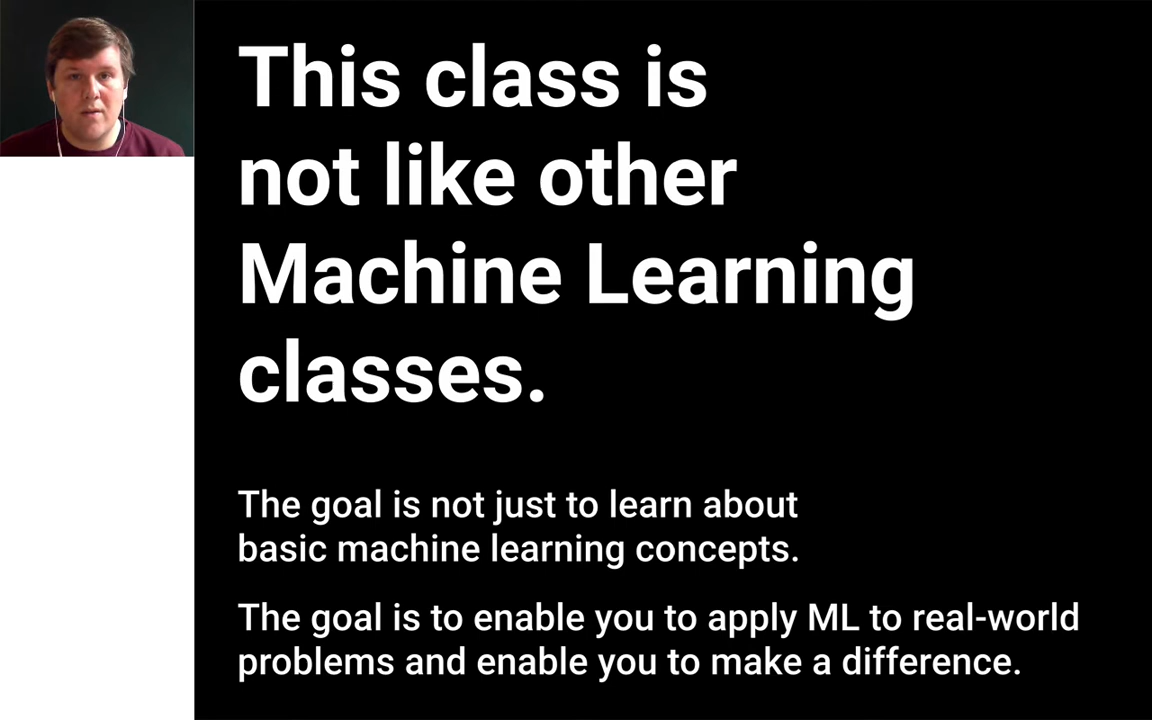 This class is
not like other
Machine Learning
classes.
The goal is not just to learn about
basic machine learning concepts.
The goal is to enable you to apply ML to real-world
problems and enable you to make a difference.